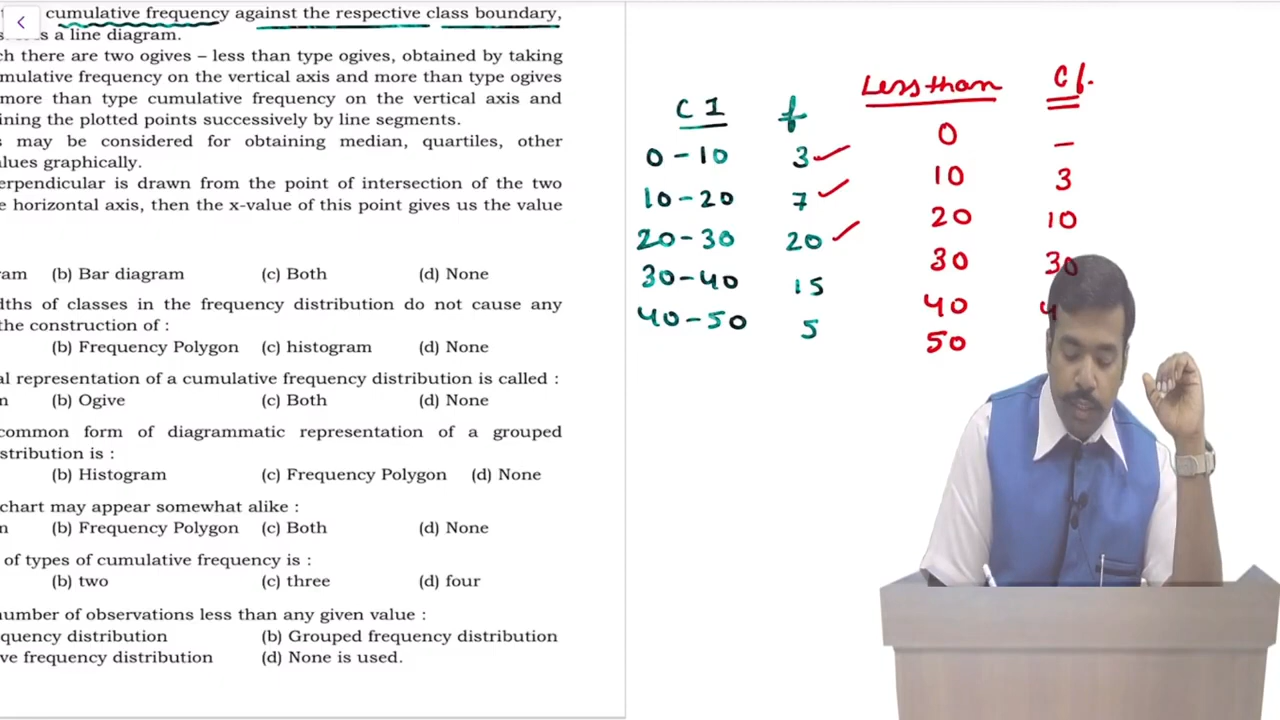 cumulative frequency against the respective class boundary,
is a line diagram.
ch there are two ogives – less than type ogives, obtained by taking
mulative frequency on the vertical axis and more than type ogives
more than type cumulative frequency on the vertical axis and
ining the plotted points successively by line segments.
s may be considered for obtaining median, quartiles, other
alues graphically.
erpendicular is drawn from the point of intersection of the two
e horizontal axis, then the x-value of this point gives us the value
ram (b) Bar diagram (c) Both (d) None
dths of classes in the frequency distribution do not cause any
the construction of :
(b) Frequency Polygon (c) histogram (d) None
al representation of a cumulative frequency distribution is called :
n (b) Ogive (c) Both (d) None
common form of diagrammatic representation of a grouped
stribution is :
(b) Histogram (c) Frequency Polygon (d) None
chart may appear somewhat alike :
n (b) Frequency Polygon (c) Both (d) None
of types of cumulative frequency is :
(b) two (c) three (d) four
number of observations less than any given value :
quency distribution (b) Grouped frequency distribution
ve frequency distribution (d) None is used.
C I f Less than Cf.
0 –
0 - 10 3 10 3
10 - 20 7 20 10
20 - 30 20 30 30
30 - 40 15 40 4
40 - 50 5 50